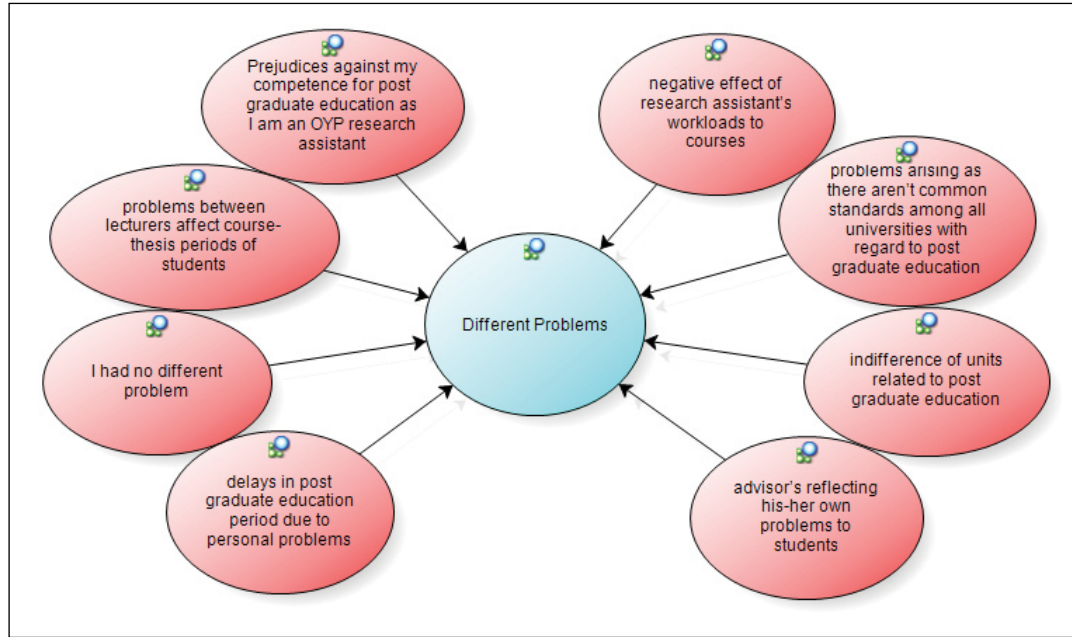 Prejudices against my
competence for post
graduate education as
I am an OYP research
assistant
negative effect of
research assistant's
workloads to
courses
problems between
lecturers affect course-
thesis periods of
students
problems arising as
there aren't common
standards among all
universities with
regard to post
graduate education
Different Problems
I had no different
problem
indifference of units
related to post
graduate education
delays in post
graduate education
period due to
personal problems
advisor's reflecting
his-her own
problems to
students